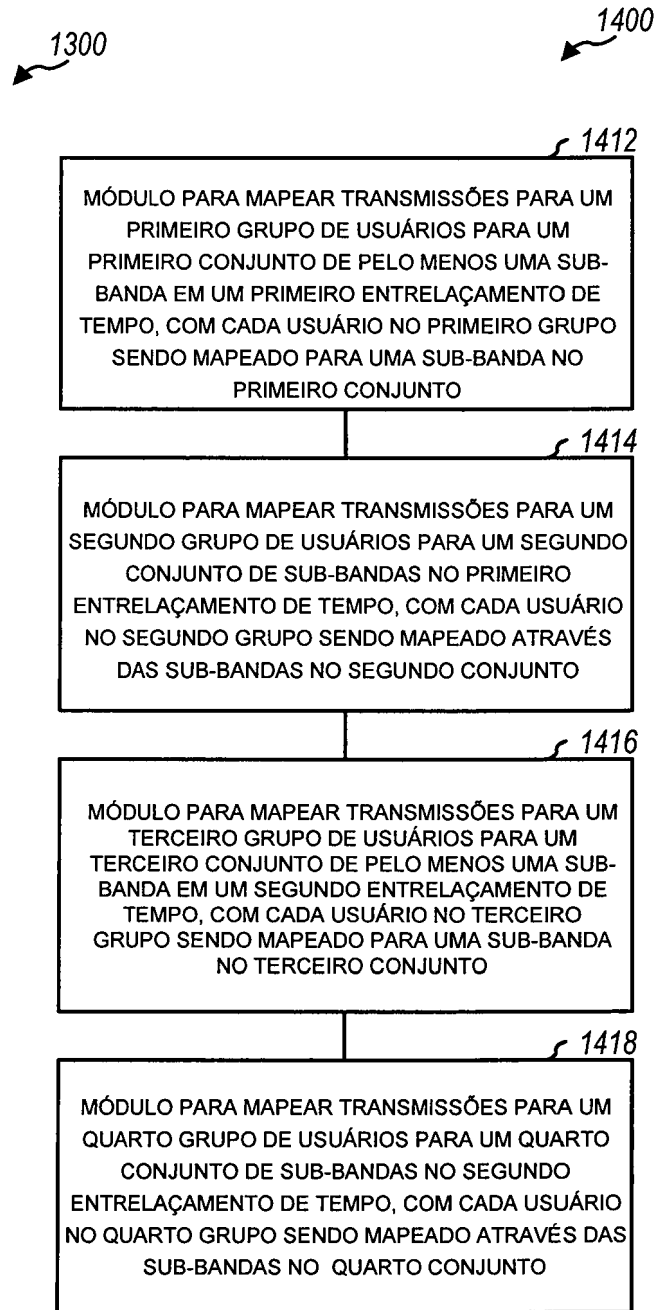 1300
1400
1412
MÓDULO PARA MAPEAR TRANSMISSÕES PARA UM
PRIMEIRO GRUPO DE USUÁRIOS PARA UM
PRIMEIRO CONJUNTO DE PELO MENOS UMA SUB-
BANDA EM UM PRIMEIRO ENTRELAÇAMENTO DE
TEMPO, COM CADA USUÁRIO NO PRIMEIRO GRUPO
SENDO MAPEADO PARA UMA SUB-BANDA NO
PRIMEIRO CONJUNTO
1414
MÓDULO PARA MAPEAR TRANSMISSÕES PARA UM
SEGUNDO GRUPO DE USUÁRIOS PARA UM SEGUNDO
CONJUNTO DE SUB-BANDAS NO PRIMEIRO
ENTRELAÇAMENTO DE TEMPO, COM CADA USUÁRIO
NO SEGUNDO GRUPO SENDO MAPEADO ATRAVÉS
DAS SUB-BANDAS NO SEGUNDO CONJUNTO
1416
MÓDULO PARA MAPEAR TRANSMISSÕES PARA UM
TERCEIRO GRUPO DE USUÁRIOS PARA UM
TERCEIRO CONJUNTO DE PELO MENOS UMA SUB-
BANDA EM UM SEGUNDO ENTRELAÇAMENTO DE
TEMPO, COM CADA USUÁRIO NO TERCEIRO
GRUPO SENDO MAPEADO PARA UMA SUB-BANDA
NO TERCEIRO CONJUNTO
1418
MÓDULO PARA MAPEAR TRANSMISSÕES PARA UM
QUARTO GRUPO DE USUÁRIOS PARA UM QUARTO
CONJUNTO DE SUB-BANDAS NO SEGUNDO
ENTRELAÇAMENTO DE TEMPO, COM CADA USUÁRIO
NO QUARTO GRUPO SENDO MAPEADO ATRAVÉS DAS
SUB-BANDAS NO QUARTO CONJUNTO